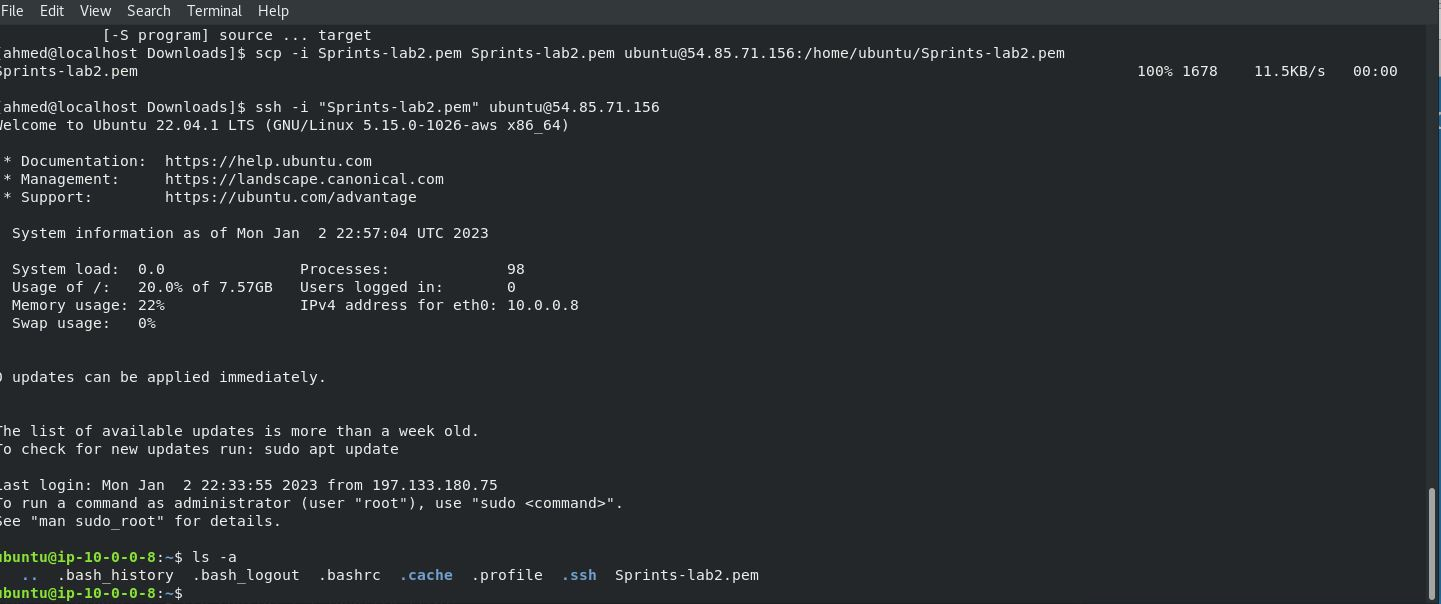 File Edit View Search Terminal Help
[-S program] source ... target
[ahmed@localhost Downloads]$ scp -i Sprints-lab2.pem Sprints-lab2.pem ubuntu@54.85.71.156:/home/ubuntu/Sprints-lab2.pem
Sprints-lab2.pem 100% 1678 11.5KB/s 00:00
[ahmed@localhost Downloads]$ ssh -i "Sprints-lab2.pem" ubuntu@54.85.71.156
Welcome to Ubuntu 22.04.1 LTS (GNU/Linux 5.15.0-1026-aws x86_64)
* Documentation: https://help.ubuntu.com
* Management: https://landscape.canonical.com
* Support: https://ubuntu.com/advantage
System information as of Mon Jan 2 22:57:04 UTC 2023
System load: 0.0 Processes: 98
Usage of /: 20.0% of 7.57GB Users logged in: 0
Memory usage: 22% IPv4 address for eth0: 10.0.0.8
Swap usage: 0%
0 updates can be applied immediately.
The list of available updates is more than a week old.
To check for new updates run: sudo apt update
Last login: Mon Jan 2 22:33:55 2023 from 197.133.180.75
To run a command as administrator (user "root"), use "sudo <command>".
See "man sudo_root" for details.
ubuntu@ip-10-0-0-8:~$ ls -a
.. .bash_history .bash_logout .bashrc .cache .profile .ssh Sprints-lab2.pem
ubuntu@ip-10-0-0-8:~$